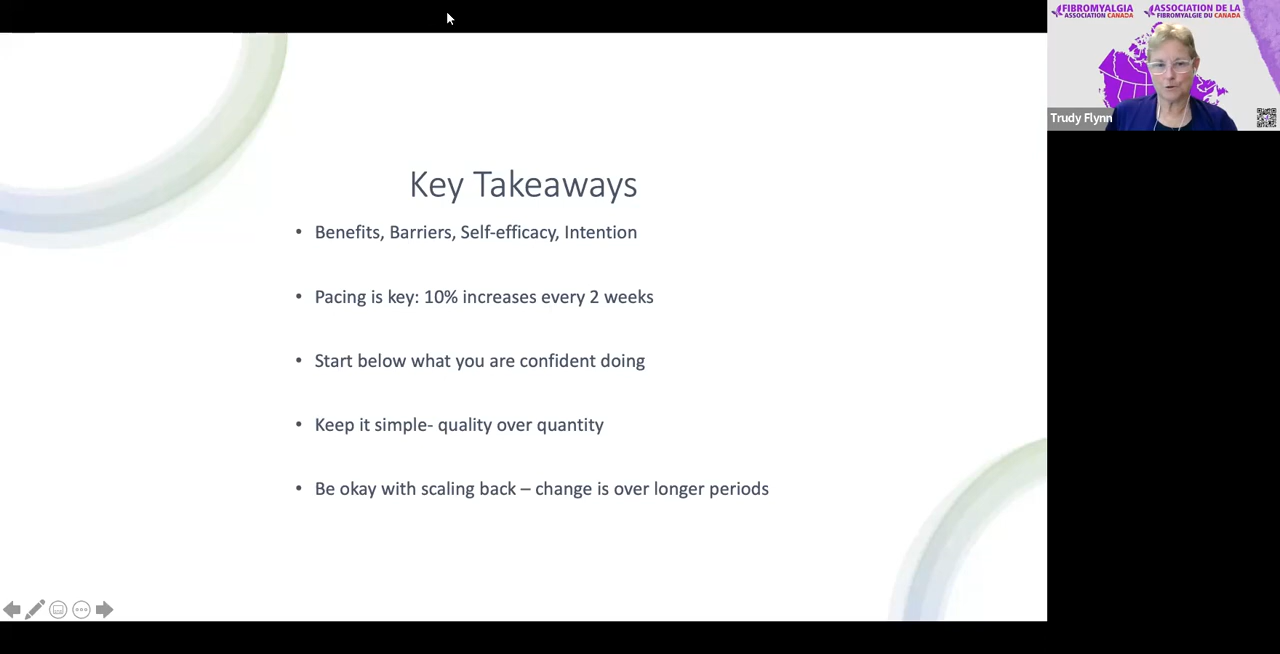 FIBROMYALGIA
ASSOCIATION CANADA
ASSOCIATION DE LA
FIBROMYALGIE DU CANADA
Trudy Flynn
Key Takeaways
• Benefits, Barriers, Self-efficacy, Intention
• Pacing is key: 10% increases every 2 weeks
• Start below what you are confident doing
• Keep it simple- quality over quantity
• Be okay with scaling back – change is over longer periods